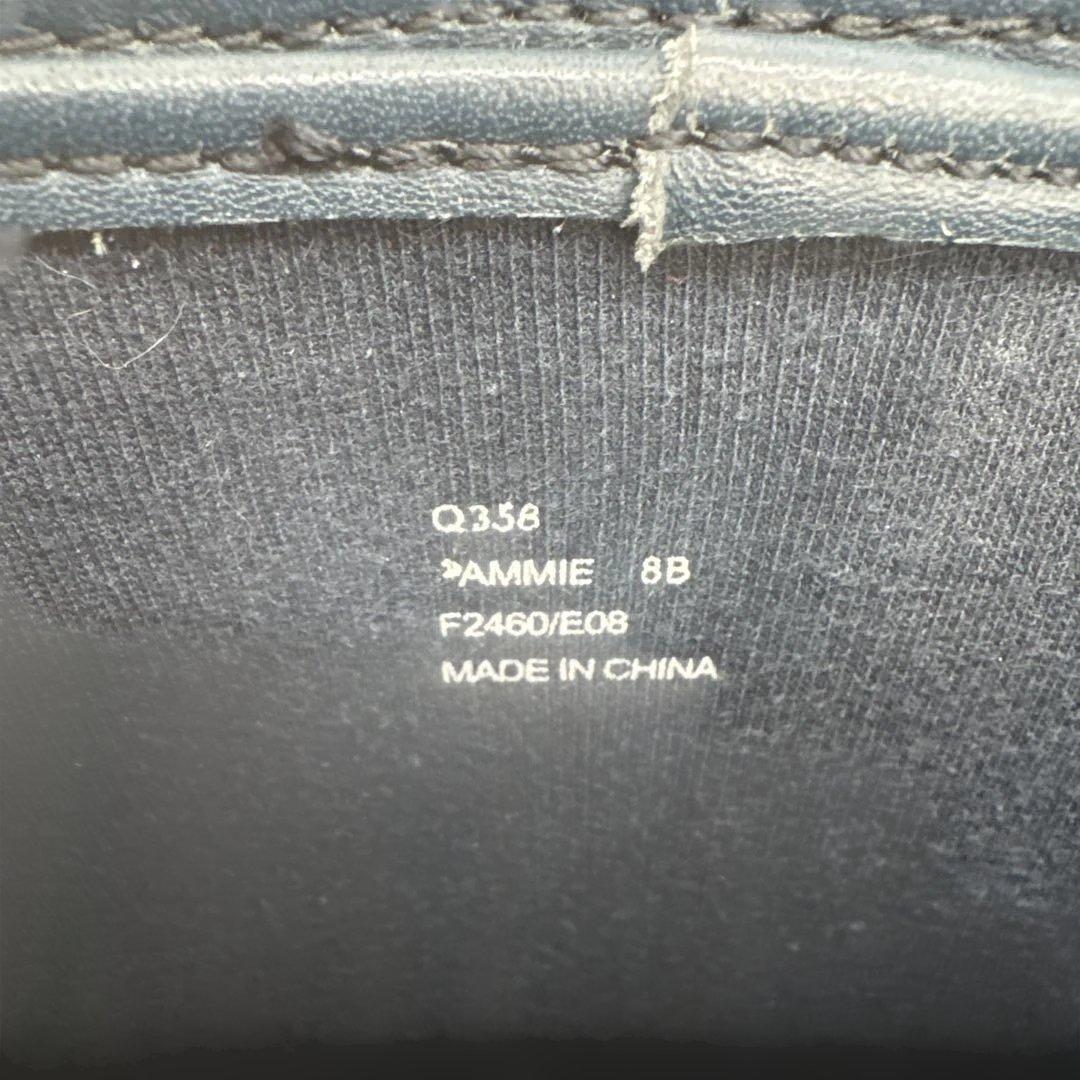 Q358
AMMIE 8B
F2460/E08
MADE IN CHINA